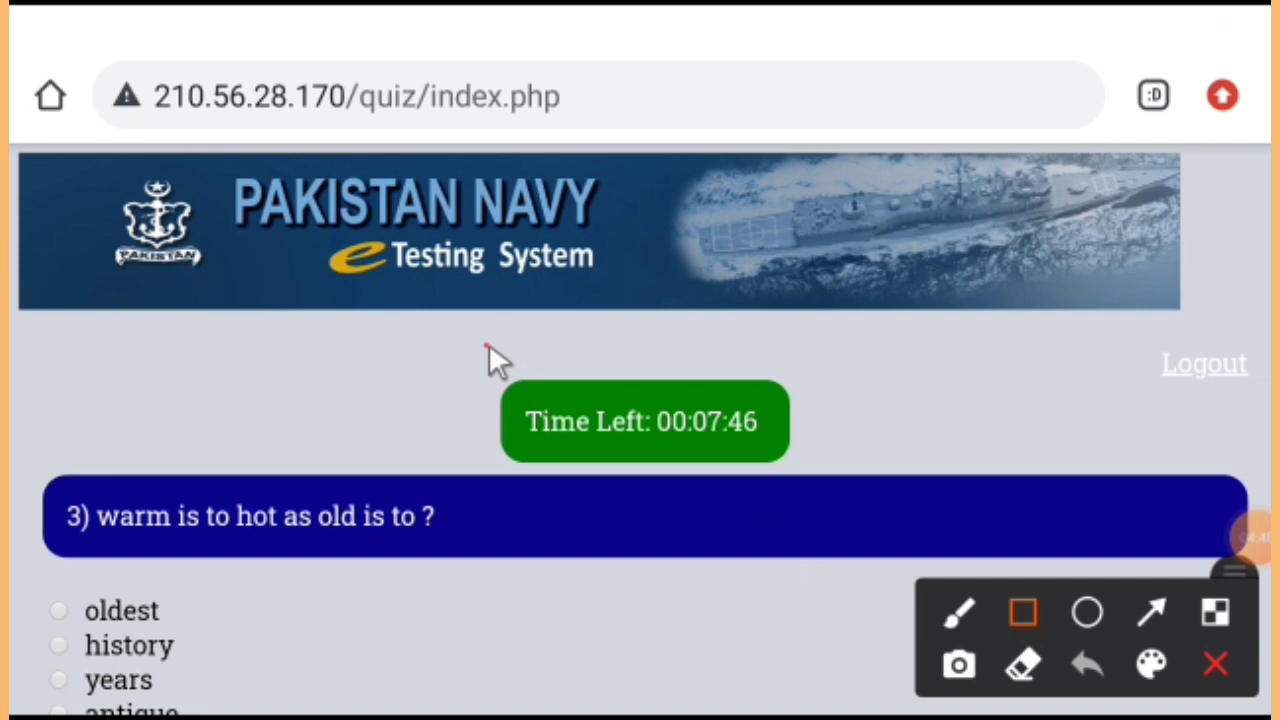 210.56.28.170/quiz/index.php
:D
PAKISTAN NAVY
e Testing System
PAKISTAN
Logout
Time Left: 00:07:46
3) warm is to hot as old is to ?
oldest
history
years
antique